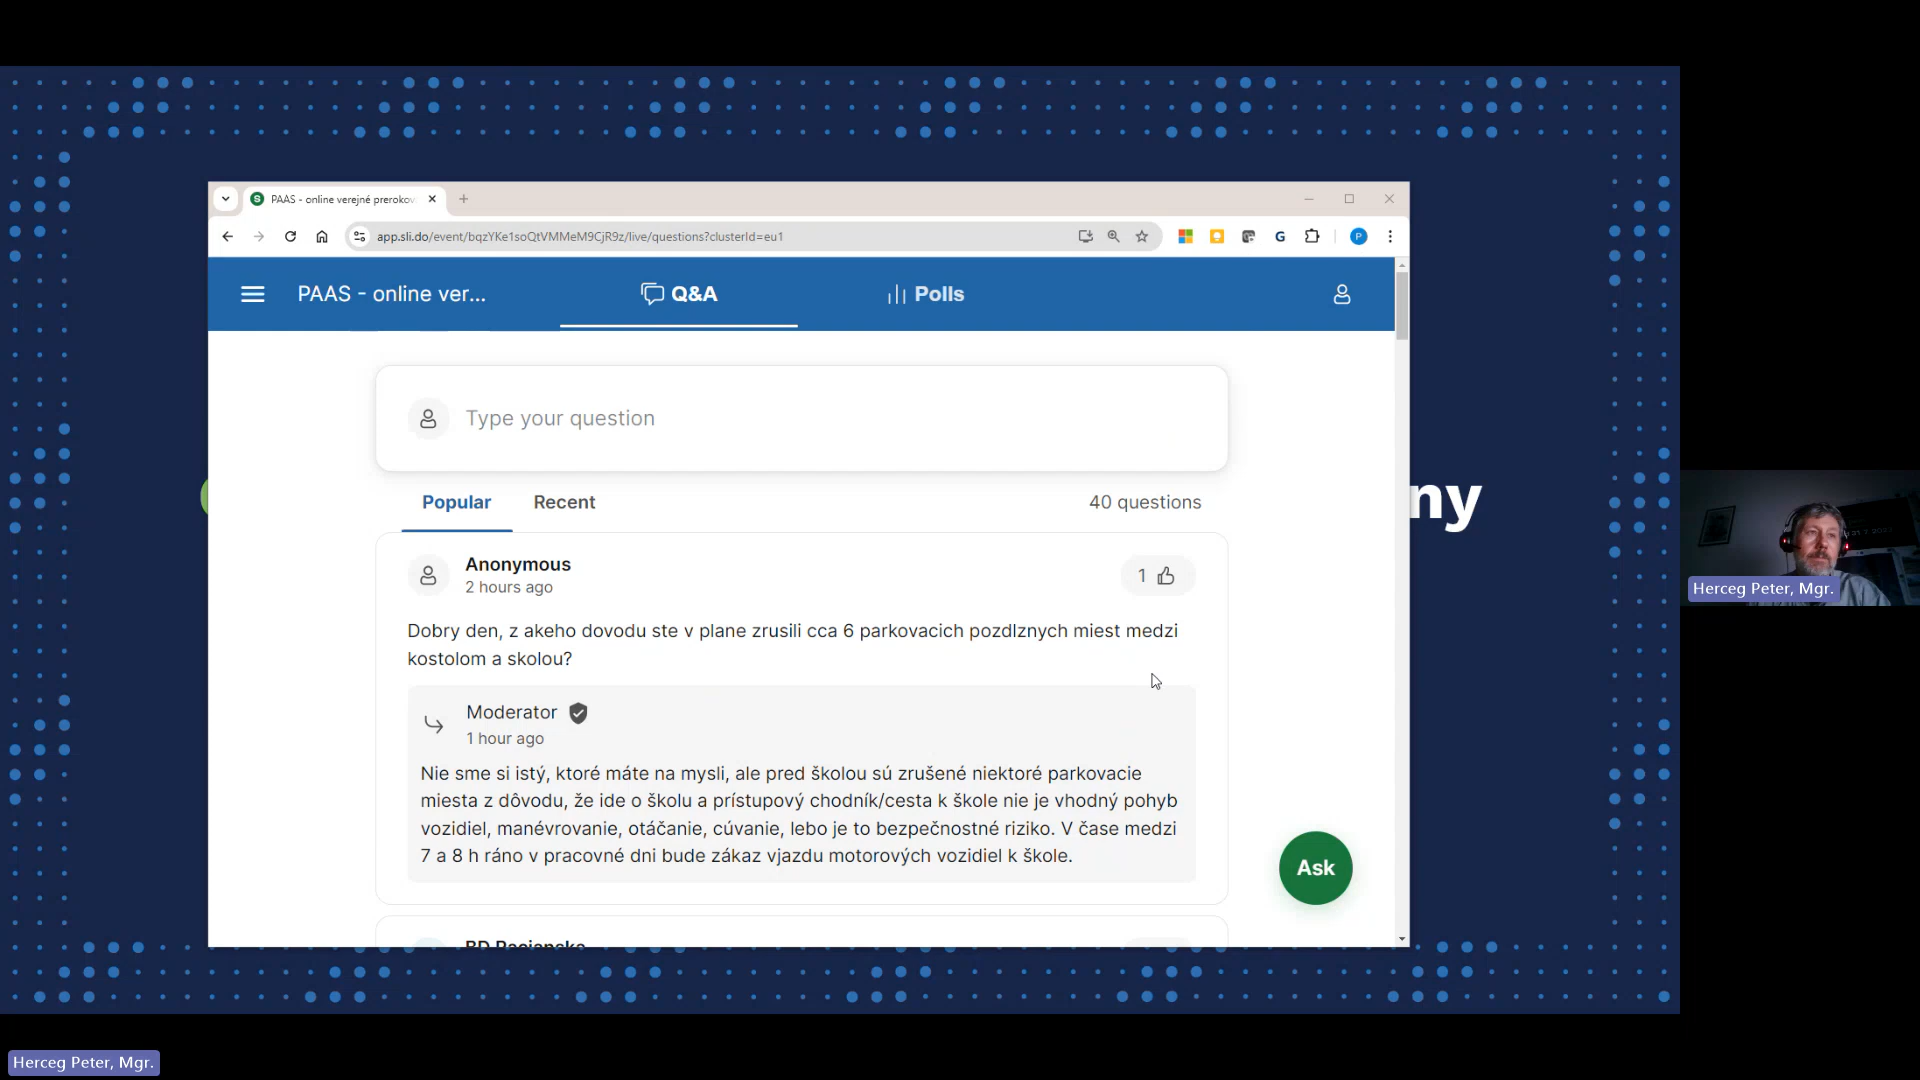 PAAS - online verejné prerokov
app.sli.do/event/bqzYKe1soQtVMMeM9CjR9z/live/questions?clusterId=eu1
PAAS - online ver...
Q&A
Polls
Type your question
Popular
Recent
40 questions
ny
Anonymous
2 hours ago
1
Dobry den, z akeho dovodu ste v plane zrusili cca 6 parkovacich pozdlznych miest medzi
kostolom a skolou?
Moderator
1 hour ago
Nie sme si istý, ktoré máte na mysli, ale pred školou sú zrušené niektoré parkovacie
miesta z dôvodu, že ide o školu a prístupový chodník/cesta k škole nie je vhodný pohyb
vozidiel, manévrovanie, otáčanie, cúvanie, lebo je to bezpečnostné riziko. V čase medzi
7 a 8 h ráno v pracovné dni bude zákaz vjazdu motorových vozidiel k škole.
Ask
BD Racianska
Herceg Peter, Mgr.
Herceg Peter, Mgr.